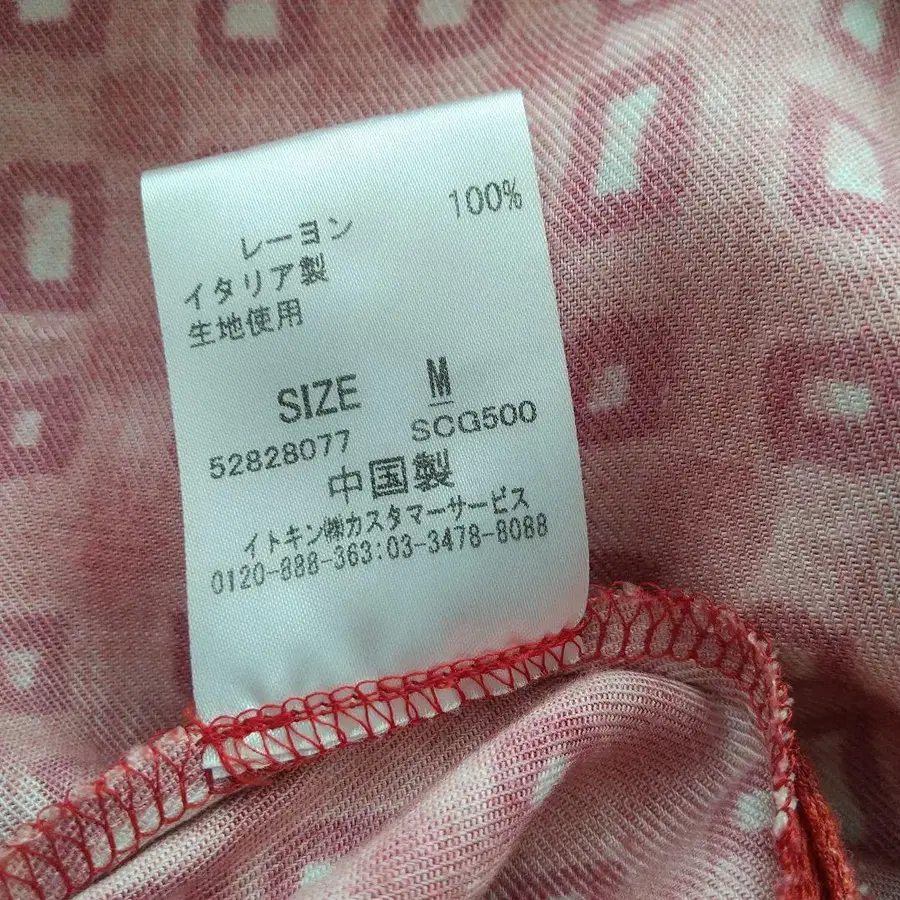 レーヨン 100%
イタリア製
生地使用
SIZE M
52828077 SCG500
中国製
イトキン㈱カスタマーサービス
0120-888-363:03-3478-8088